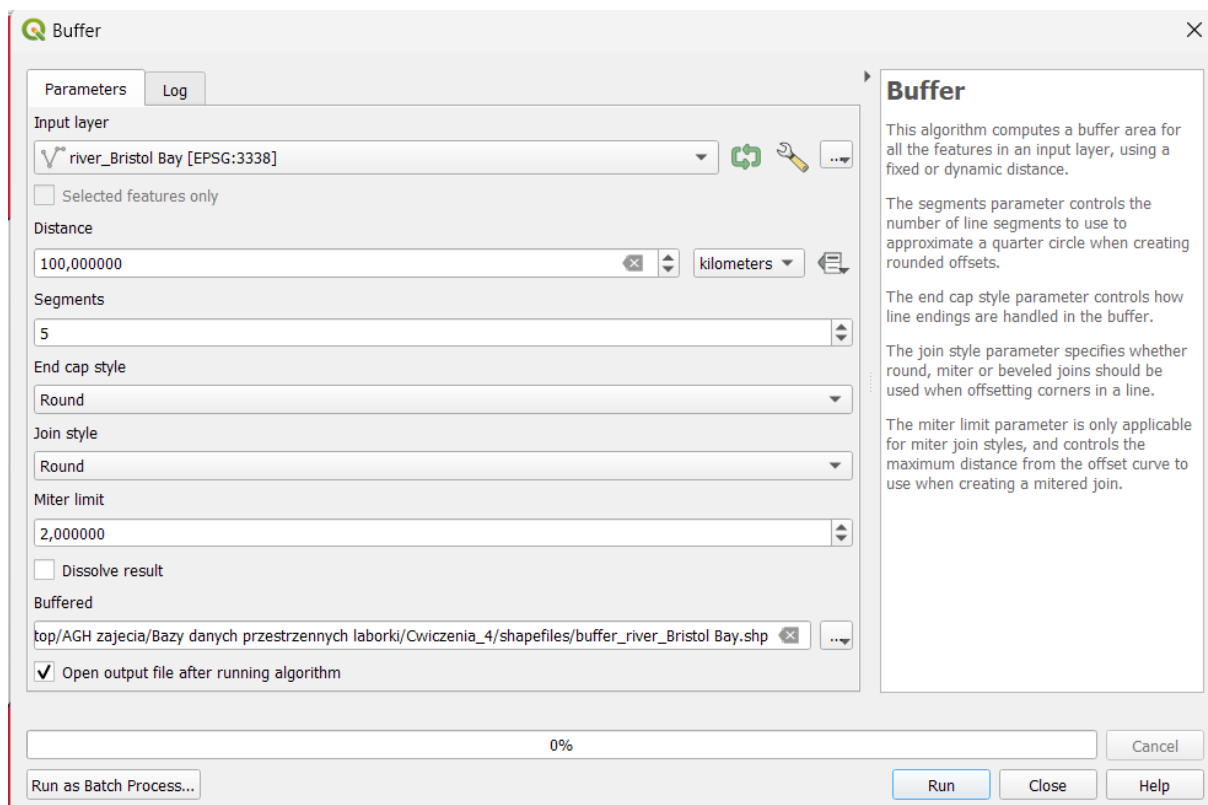 Buffer
Parameters Log
Input layer
river_Bristol Bay [EPSG:3338]
...
Selected features only
Distance
100,000000 kilometers
Segments
5
End cap style
Round
Join style
Round
Miter limit
2,000000
Dissolve result
Buffered
top/AGH zajecia/Bazy danych przestrzennych laborki/Cwiczenia_4/shapefiles/buffer_river_Bristol Bay.shp ...
Open output file after running algorithm
Buffer
This algorithm computes a buffer area for
all the features in an input layer, using a
fixed or dynamic distance.
The segments parameter controls the
number of line segments to use to
approximate a quarter circle when creating
rounded offsets.
The end cap style parameter controls how
line endings are handled in the buffer.
The join style parameter specifies whether
round, miter or beveled joins should be
used when offsetting corners in a line.
The miter limit parameter is only applicable
for miter join styles, and controls the
maximum distance from the offset curve to
use when creating a mitered join.
0% Cancel
Run as Batch Process... Run Close Help